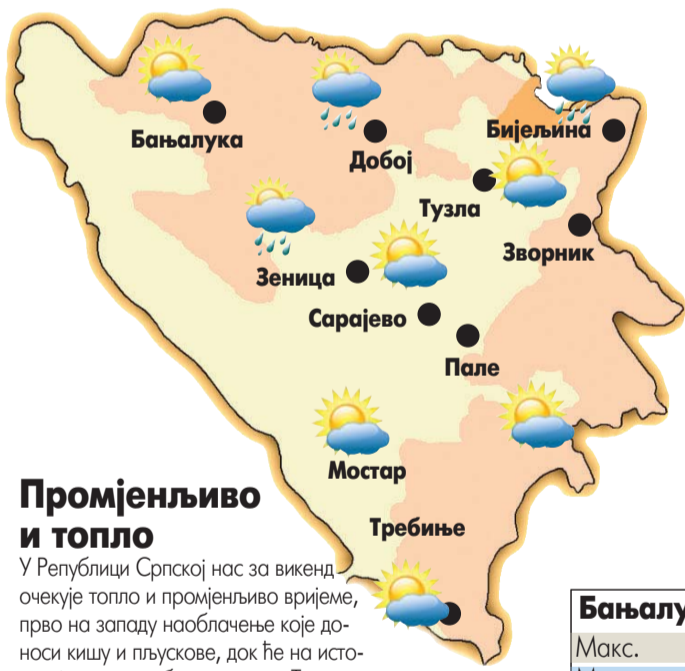 Бањалука
Добој
Бијељина
Тузла
Зворник
Зеница
Сарајево
Пале
Мостар
Требиње
Промјенљиво
и топло
У Републици Српској нас за викенд
очекује топло и промјенљиво вријеме,
прво на западу наоблачење које до-
носи кишу и пљускове, док ће на исто-
Бањалу
Макс.